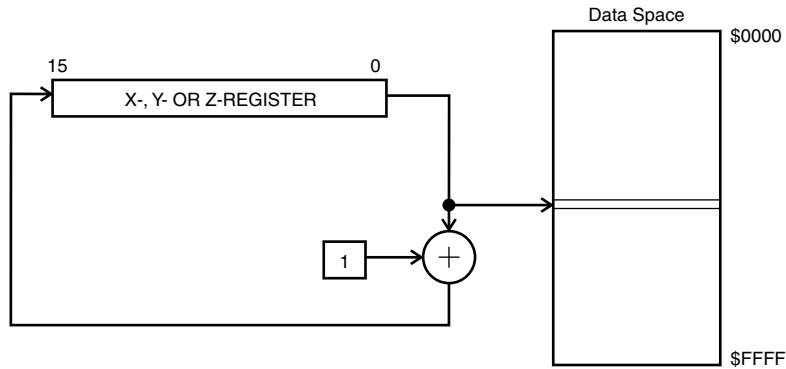 Data Space
$0000
15
0
X-, Y- OR Z-REGISTER
1
+
$FFFF